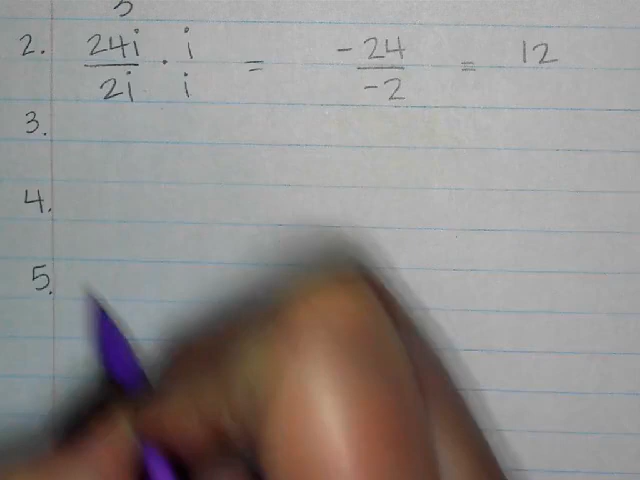 2. 24i/2i · i/i = -24/-2 = 12
3.
4.
5.